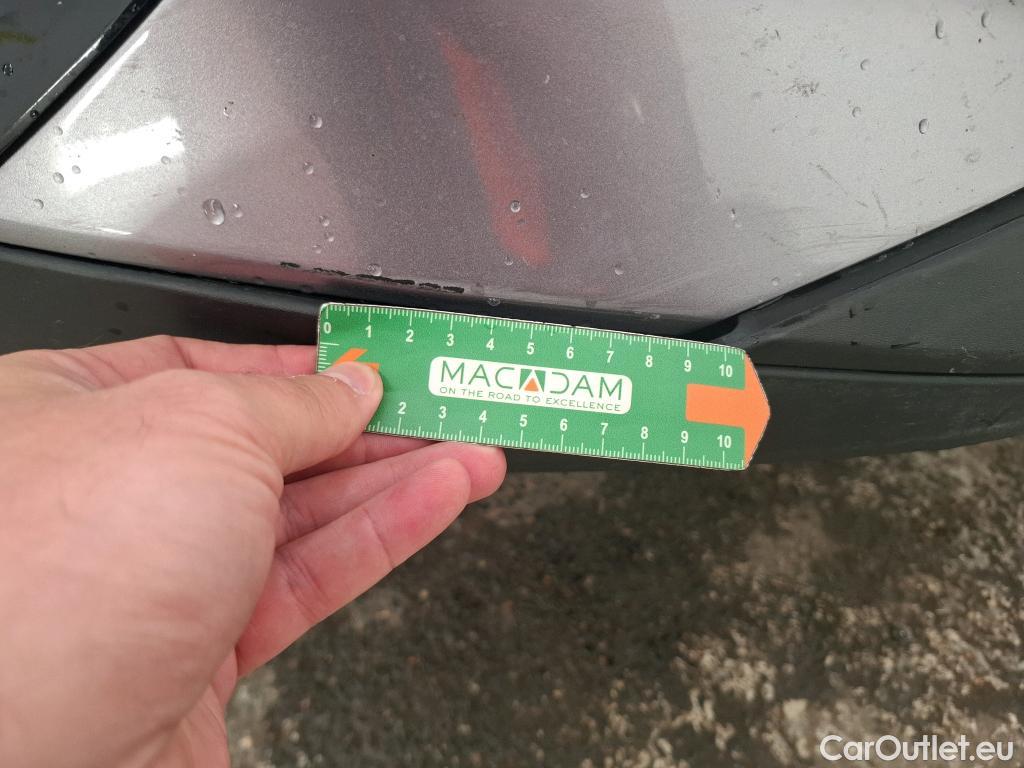 0 1 2 3 4 5 6 7 8 9 10
MACADAM
ON THE ROAD TO EXCELLENCE
2 3 4 5 6 7 8 9 10
CarOutlet.eu